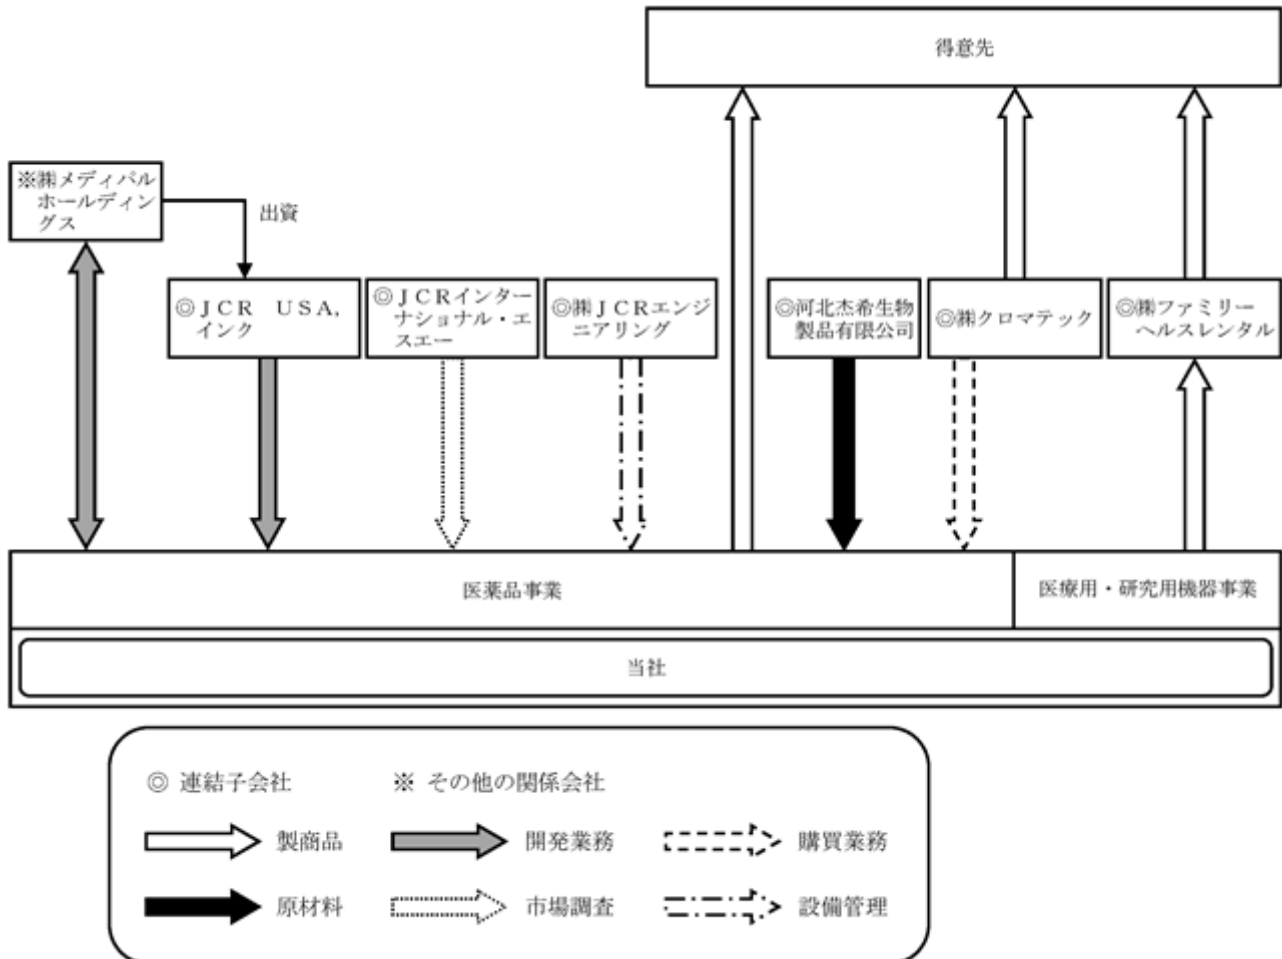 得意先
※㈱メディパル
ホールディン
グス
出資
◎JCR　USA,
インク
◎JCRインター
ナショナル・エ
スエー
◎㈱JCRエンジ
ニアリング
◎河北杰希生物
製品有限公司
◎㈱クロマテック
◎㈱ファミリー
ヘルスレンタル
医薬品事業
医療用・研究用機器事業
当社
◎ 連結子会社
※ その他の関係会社
製商品
開発業務
購買業務
原材料
市場調査
設備管理